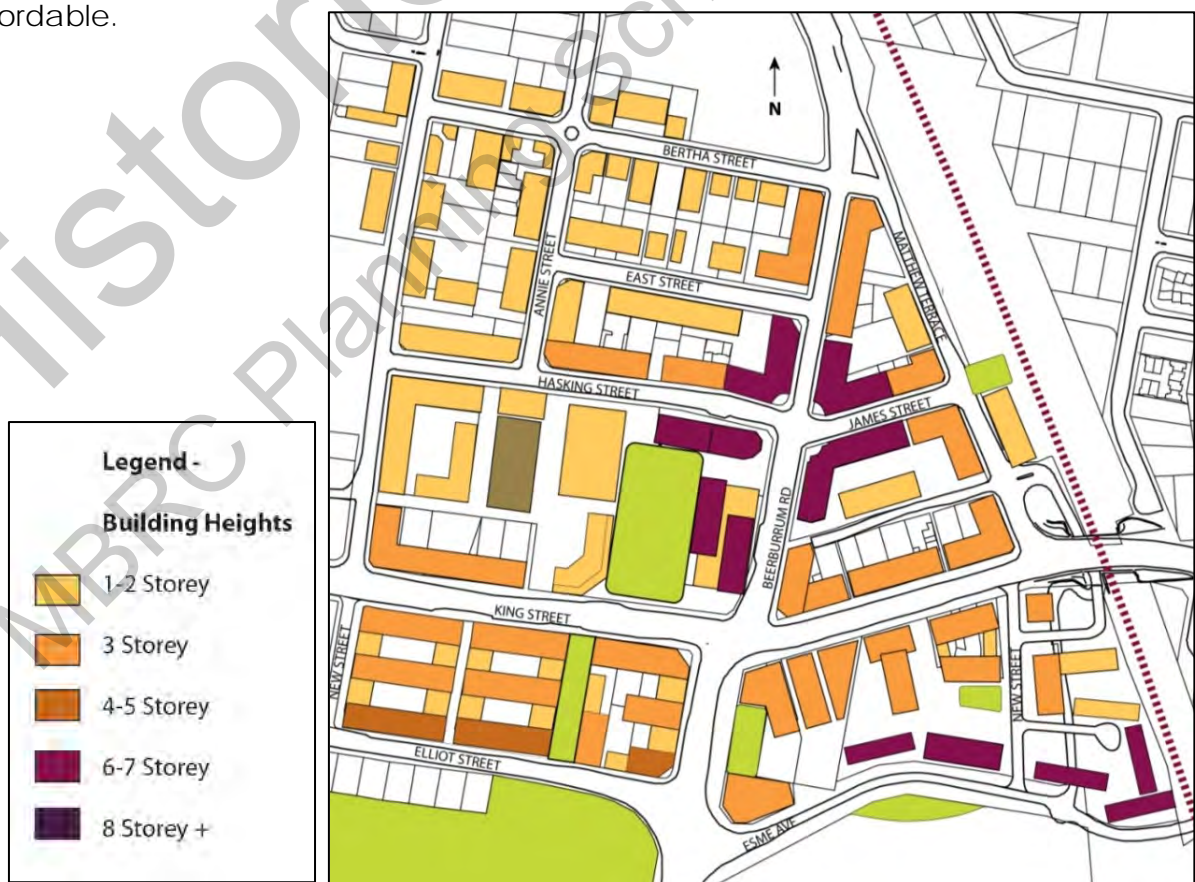 ordable.
N
BERTHA STREET
MATTHEW TERRACE
EAST STREET
ANNIE STREET
HASKING STREET
JAMES STREET
BEERBURRUM RD
KING STREET
NEW STREET
NEW STREET
ELLIOT STREET
ESME AVE
Legend -
Building Heights
1-2 Storey
3 Storey
4-5 Storey
6-7 Storey
8 Storey +
MBRC Planning